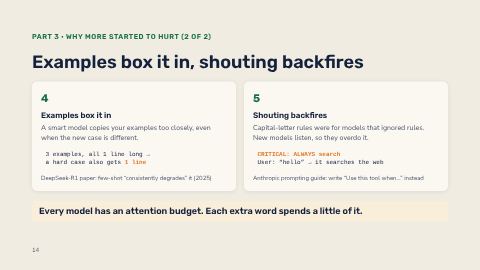 PART 3 • WHY MORE STARTED TO HURT (2 OF 2)
Examples box it in, shouting backfires
4
Examples box it in
A smart model copies your examples too closely, even
when the new case is different.
3 examples, all 1 line long →
a hard case also gets 1 line
DeepSeek-R1 paper: few-shot "consistently degrades" it (2025)
5
Shouting backfires
Capital-letter rules were for models that ignored rules.
New models listen, so they overdo it.
CRITICAL: ALWAYS search
User: "hello" → it searches the web
Anthropic prompting guide: write "Use this tool when…" instead
Every model has an attention budget. Each extra word spends a little of it.
14